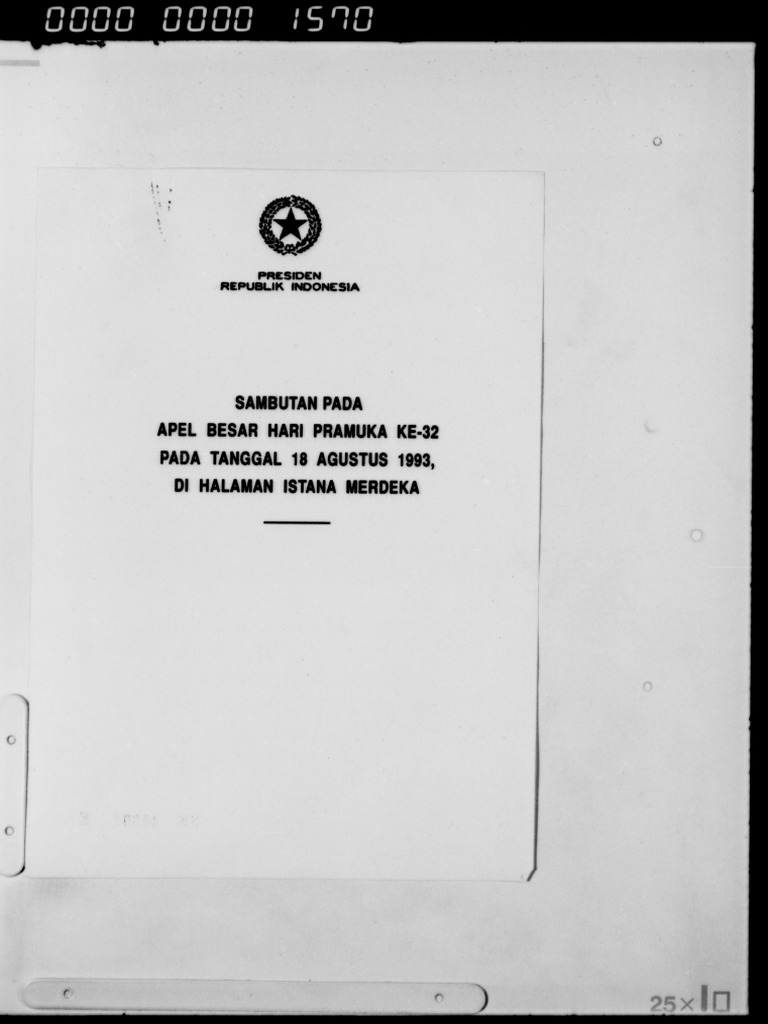 0000 0000 1570
PRESIDEN
REPUBLIK INDONESIA
SAMBUTAN PADA
APEL BESAR HARI PRAMUKA KE-32
PADA TANGGAL 18 AGUSTUS 1993,
DI HALAMAN ISTANA MERDEKA
25×